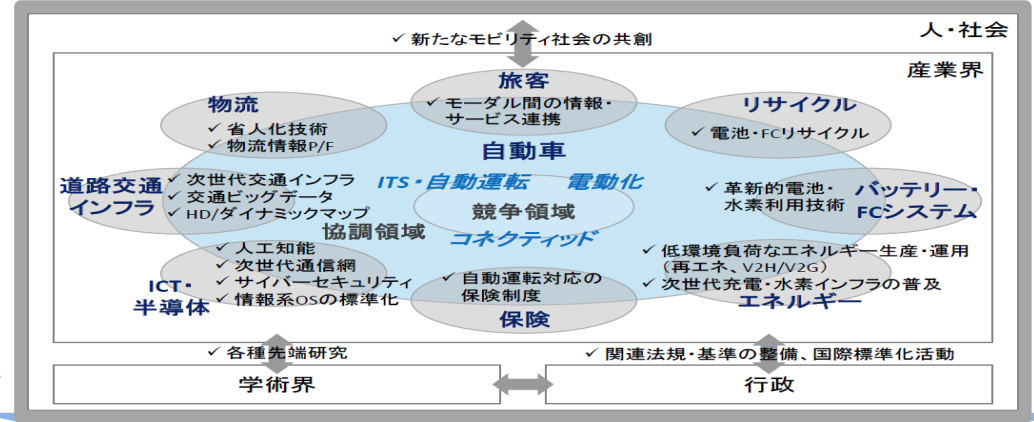 人・社会
✓ 新たなモビリティ社会の共創
産業界
旅客
✓ モーダル間の情報・
サービス連携
物流
✓ 省人化技術
✓ 物流情報P/F
リサイクル
✓ 電池・FCリサイクル
自動車
道路交通
インフラ
✓ 次世代交通インフラ
✓ 交通ビッグデータ
✓ HD/ダイナミックマップ
ITS・自動運転 電動化
競争領域
コネクティッド
協調領域
✓ 革新的電池・
水素利用技術
バッテリー・
FCシステム
✓ 人工知能
✓ 次世代通信網
✓ サイバーセキュリティ
✓ 情報系OSの標準化
ICT・
半導体
✓ 自動運転対応の
保険制度
保険
✓ 低環境負荷なエネルギー生産・運用
(再エネ、V2H/V2G)
✓ 次世代充電・水素インフラの普及
エネルギー
✓ 各種先端研究
✓ 関連法規・基準の整備、国際標準化活動
学術界
行政